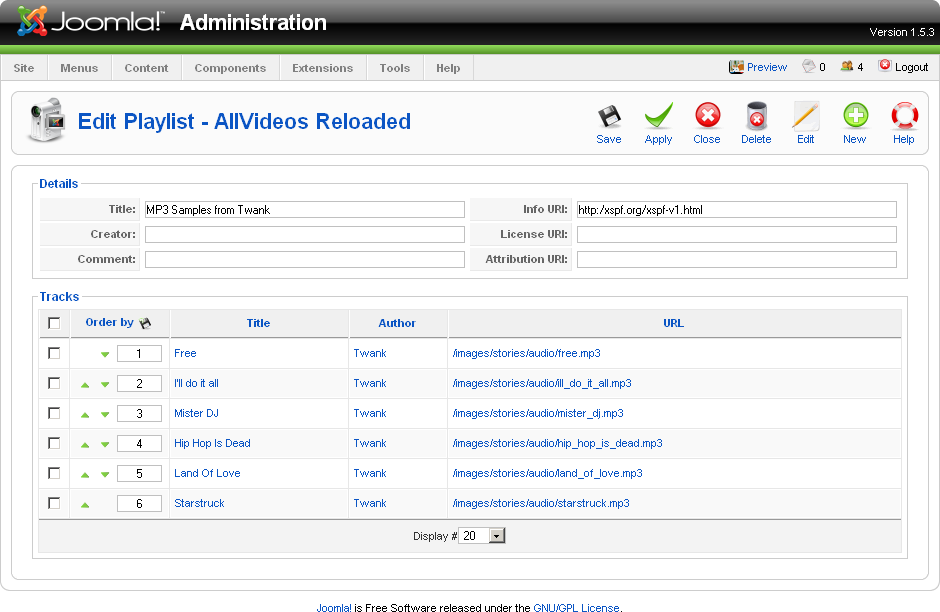 Joomla!™ Administration
Version 1.5.3
Site Menus Content Components Extensions Tools Help Preview 0 4 Logout
Edit Playlist - AllVideos Reloaded
Save Apply Close Delete Edit New Help
Details
Title: MP3 Samples from Twank Info URI: http:/xspf.org/xspf-v1.html
Creator: License URI:
Comment: Attribution URI:
Tracks
Order by Title Author URL
1 Free Twank /images/stories/audio/free.mp3
2 I'll do it all Twank /images/stories/audio/ill_do_it_all.mp3
3 Mister DJ Twank /images/stories/audio/mister_dj.mp3
4 Hip Hop Is Dead Twank /images/stories/audio/hip_hop_is_dead.mp3
5 Land Of Love Twank /images/stories/audio/land_of_love.mp3
6 Starstruck Twank /images/stories/audio/starstruck.mp3
Display # 20
Joomla! is Free Software released under the GNU/GPL License.